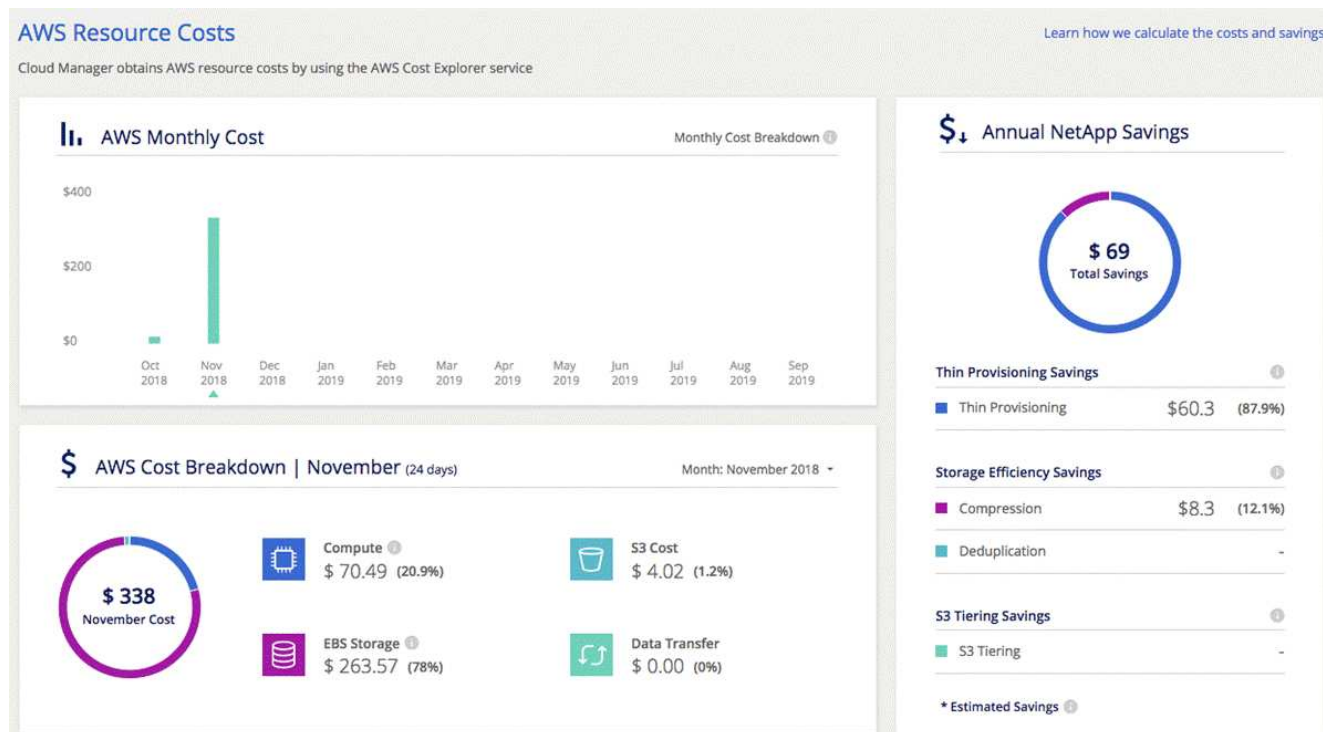 AWS Resource Costs
Learn how we calculate the costs and savings
Cloud Manager obtains AWS resource costs by using the AWS Cost Explorer service
AWS Monthly Cost
Monthly Cost Breakdown
$400
$200
$0
Oct Nov Dec Jan Feb Mar Apr May Jun Jul Aug Sep
2018 2018 2018 2019 2019 2019 2019 2019 2019 2019 2019 2019
AWS Cost Breakdown | November (24 days)
Month: November 2018
$ 338
November Cost
Compute
$ 70.49 (20.9%)
S3 Cost
$ 4.02 (1.2%)
EBS Storage
$ 263.57 (78%)
Data Transfer
$ 0.00 (0%)
Annual NetApp Savings
$ 69
Total Savings
Thin Provisioning Savings
Thin Provisioning $60.3 (87.9%)
Storage Efficiency Savings
Compression $8.3 (12.1%)
Deduplication -
S3 Tiering Savings
S3 Tiering -
* Estimated Savings